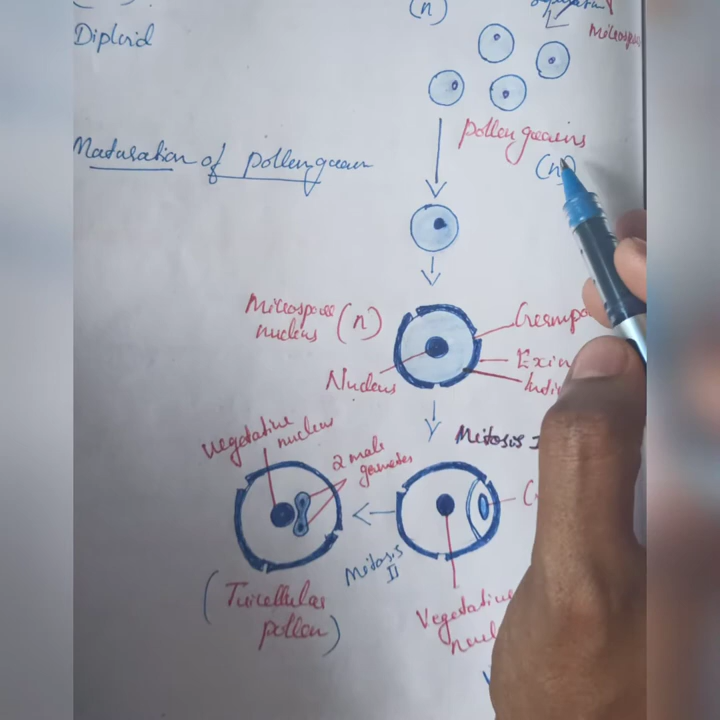 (n)
Diploid
Pollen grains
(n)
Maturation of pollen grain
Microspore
nucleus (n)
Nucleus
Mitosis I
Vegetative
nucleus
2 male
gametes
Mitosis
II
(Tricellular
pollen)
Vegetative